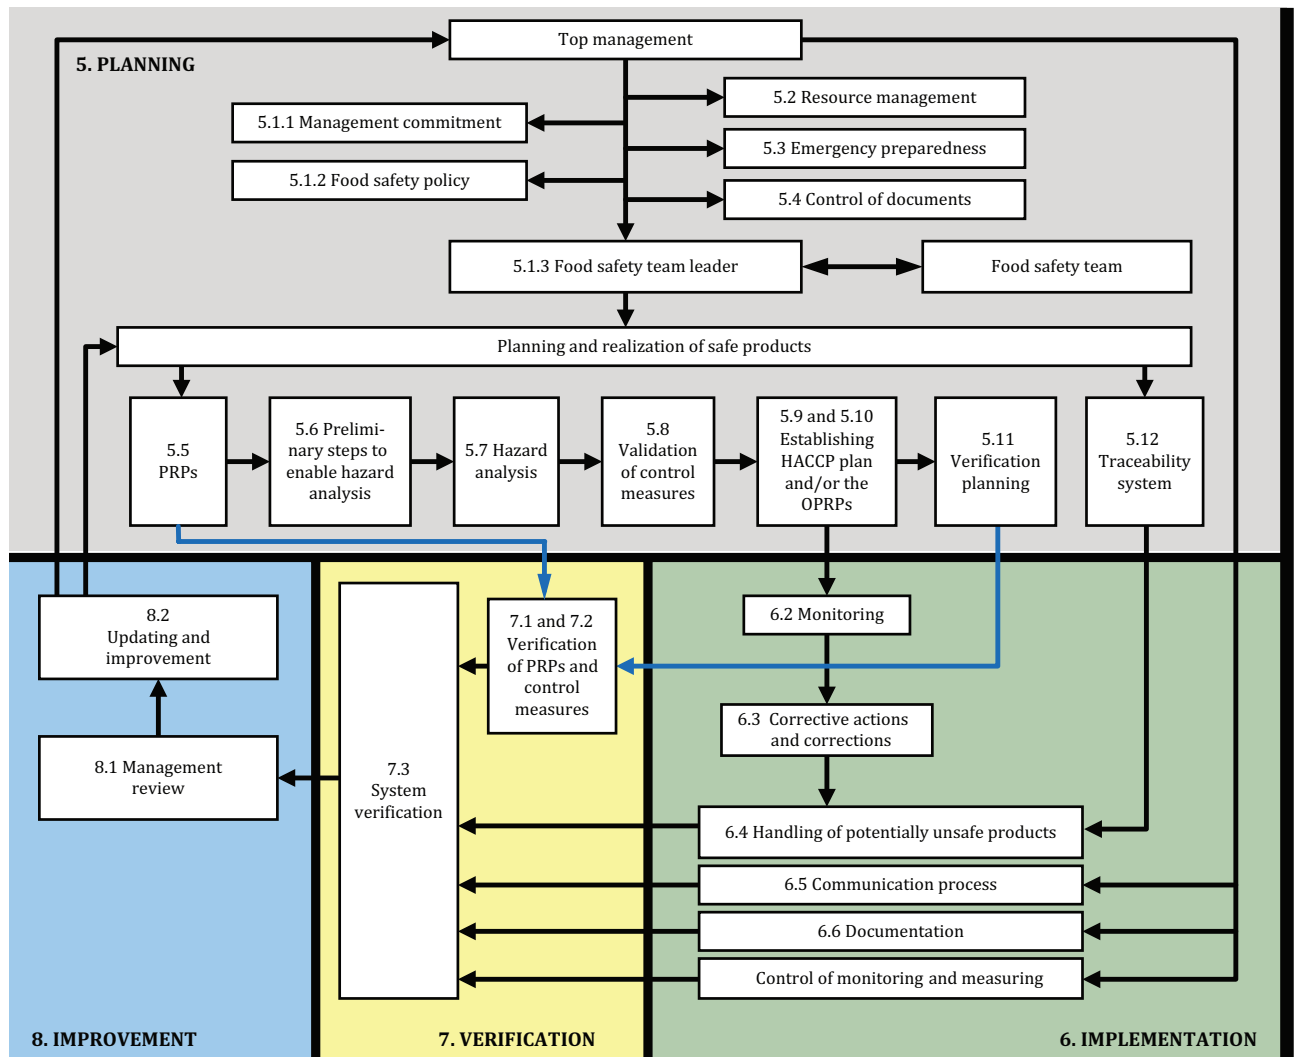 Top management
5. PLANNING
5.2 Resource management
5.1.1 Management commitment
5.3 Emergency preparedness
5.1.2 Food safety policy
5.4 Control of documents
5.1.3 Food safety team leader
Food safety team
Planning and realization of safe products
5.5
PRPs
5.6 Prelimi-
nary steps to
enable hazard
analysis
5.7 Hazard
analysis
5.8
Validation
of control
measures
5.9 and 5.10
Establishing
HACCP plan
and/or the
OPRPs
5.11
Verification
planning
5.12
Traceability
system
8.2
Updating and
improvement
7.1 and 7.2
Verification
of PRPs and
control
measures
6.2 Monitoring
6.3 Corrective actions
and corrections
8.1 Management
review
7.3
System
verification
6.4 Handling of potentially unsafe products
6.5 Communication process
6.6 Documentation
Control of monitoring and measuring
8. IMPROVEMENT
7. VERIFICATION
6. IMPLEMENTATION